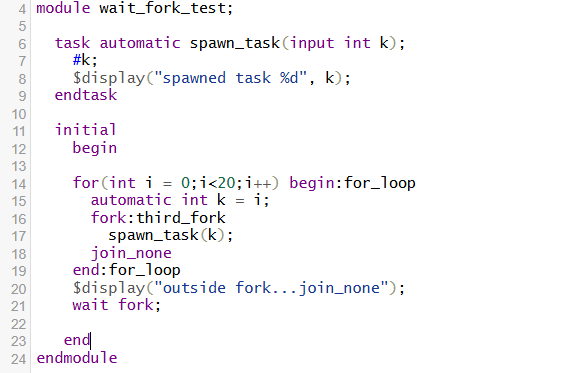 4 module wait_fork_test;
5
6 task automatic spawn_task(input int k);
7 #k;
8 $display("spawned task %d", k);
9 endtask
10
11 initial
12 begin
13
14 for(int i = 0;i<20;i++) begin:for_loop
15 automatic int k = i;
16 fork:third_fork
17 spawn_task(k);
18 join_none
19 end:for_loop
20 $display("outside fork...join_none");
21 wait fork;
22
23 end
24 endmodule